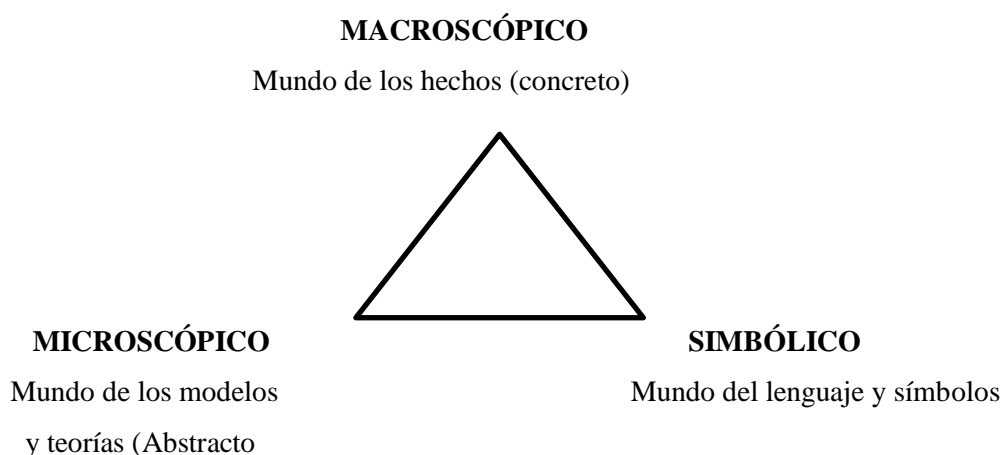 MACROSCÓPICO
Mundo de los hechos (concreto)
MICROSCÓPICO
Mundo de los modelos
y teorías (Abstracto
SIMBÓLICO
Mundo del lenguaje y símbolos